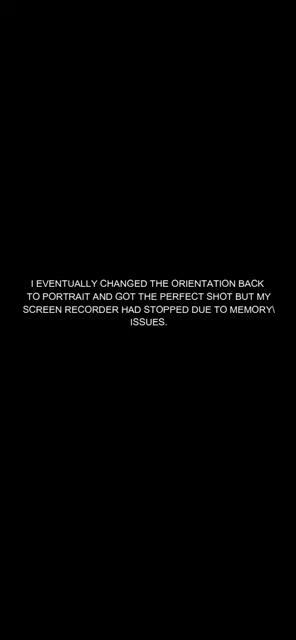 I EVENTUALLY CHANGED THE ORIENTATION BACK
TO PORTRAIT AND GOT THE PERFECT SHOT BUT MY
SCREEN RECORDER HAD STOPPED DUE TO MEMORY\
ISSUES.